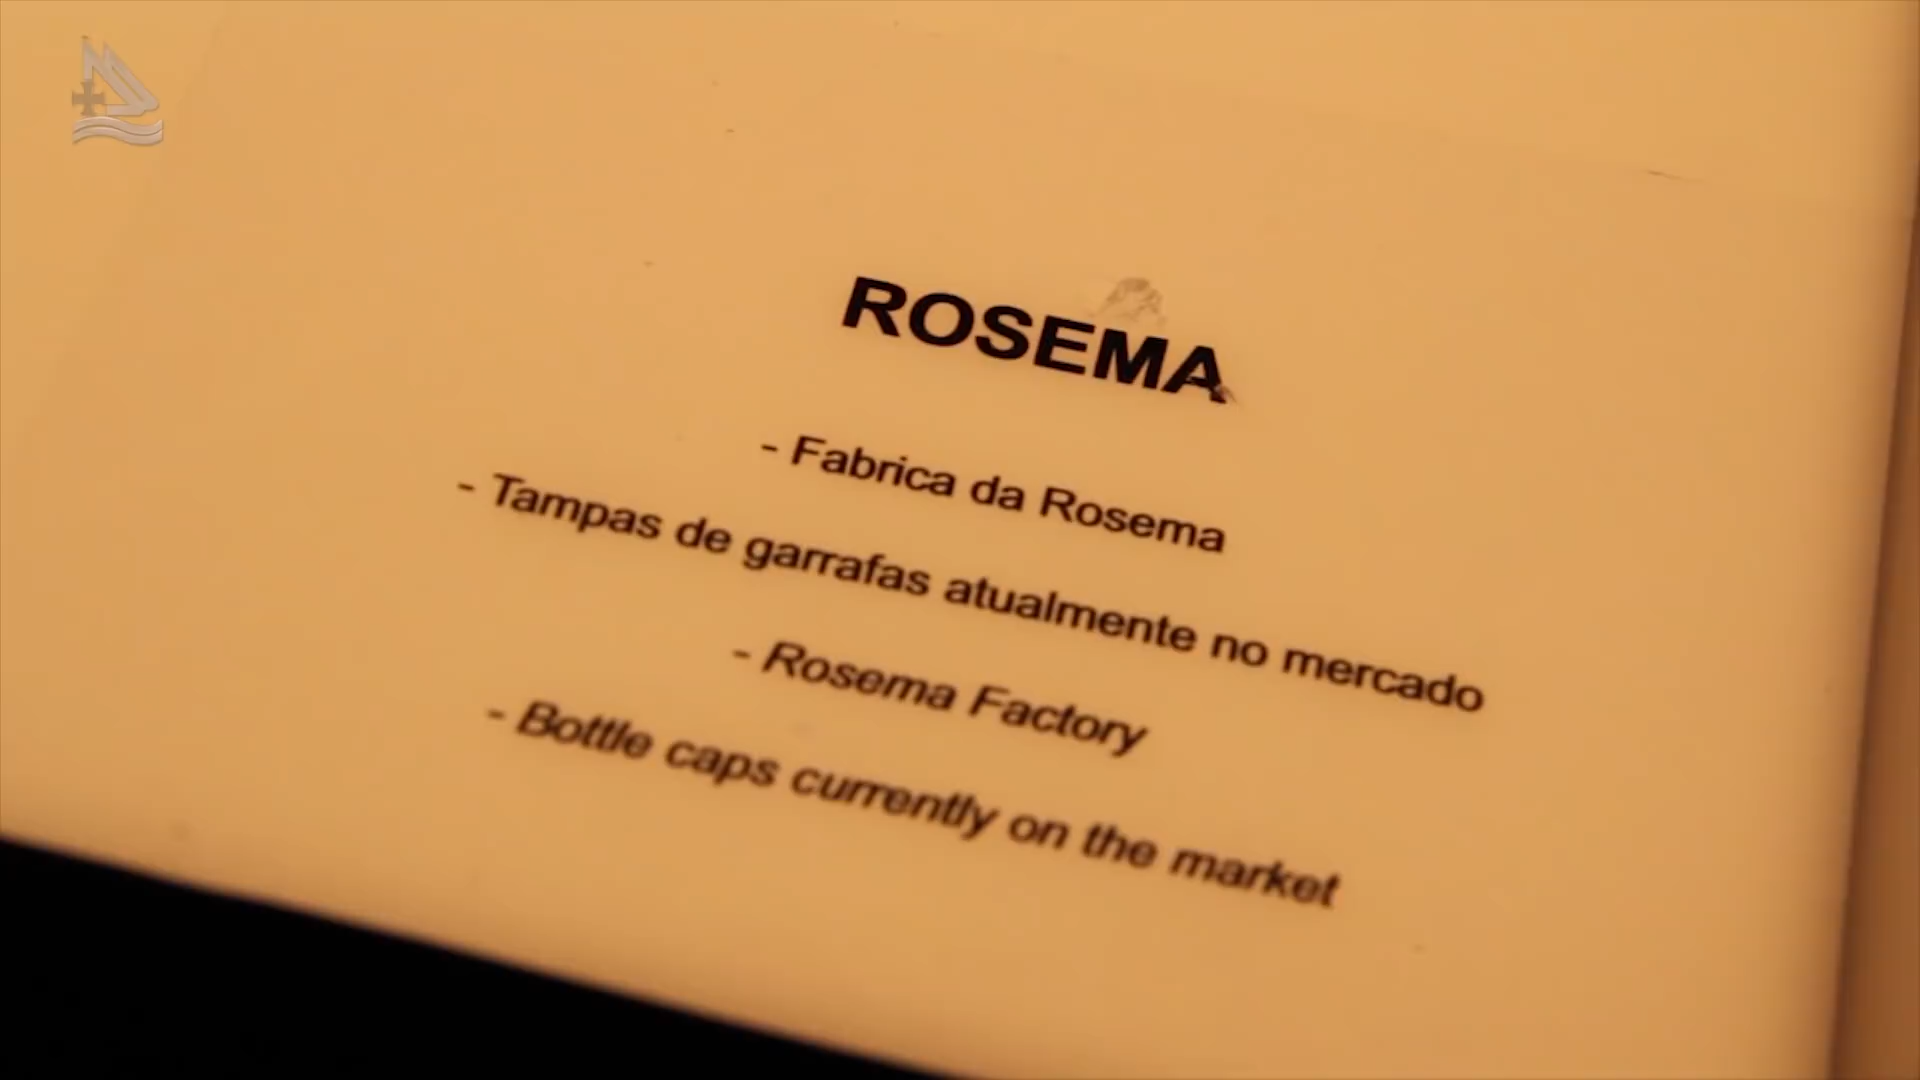 ROSEMA
- Fabrica da Rosema
- Tampas de garrafas atualmente no mercado
- Rosema Factory
- Bottle caps currently on the market